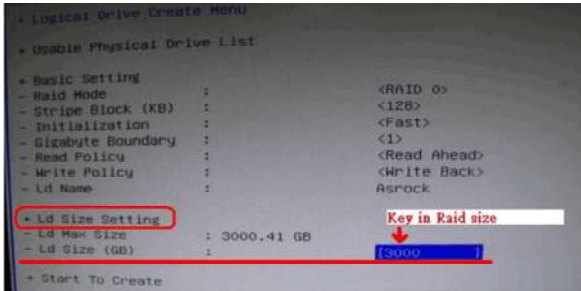 + Logical Drive Create Menu
+ Usable Physical Drive List
+ Basic Setting
- Raid Mode : <RAID 0>
- Stripe Block (KB) : <128>
- Initialization : <Fast>
- Gigabyte Boundary : <1>
- Read Policy : <Read Ahead>
- Write Policy : <Write Back>
- Ld Name : Asrock
+ Ld Size Setting
Key in Raid size
- Ld Max Size : 3000.41 GB
- Ld Size (GB) : [3000 ]
+ Start To Create